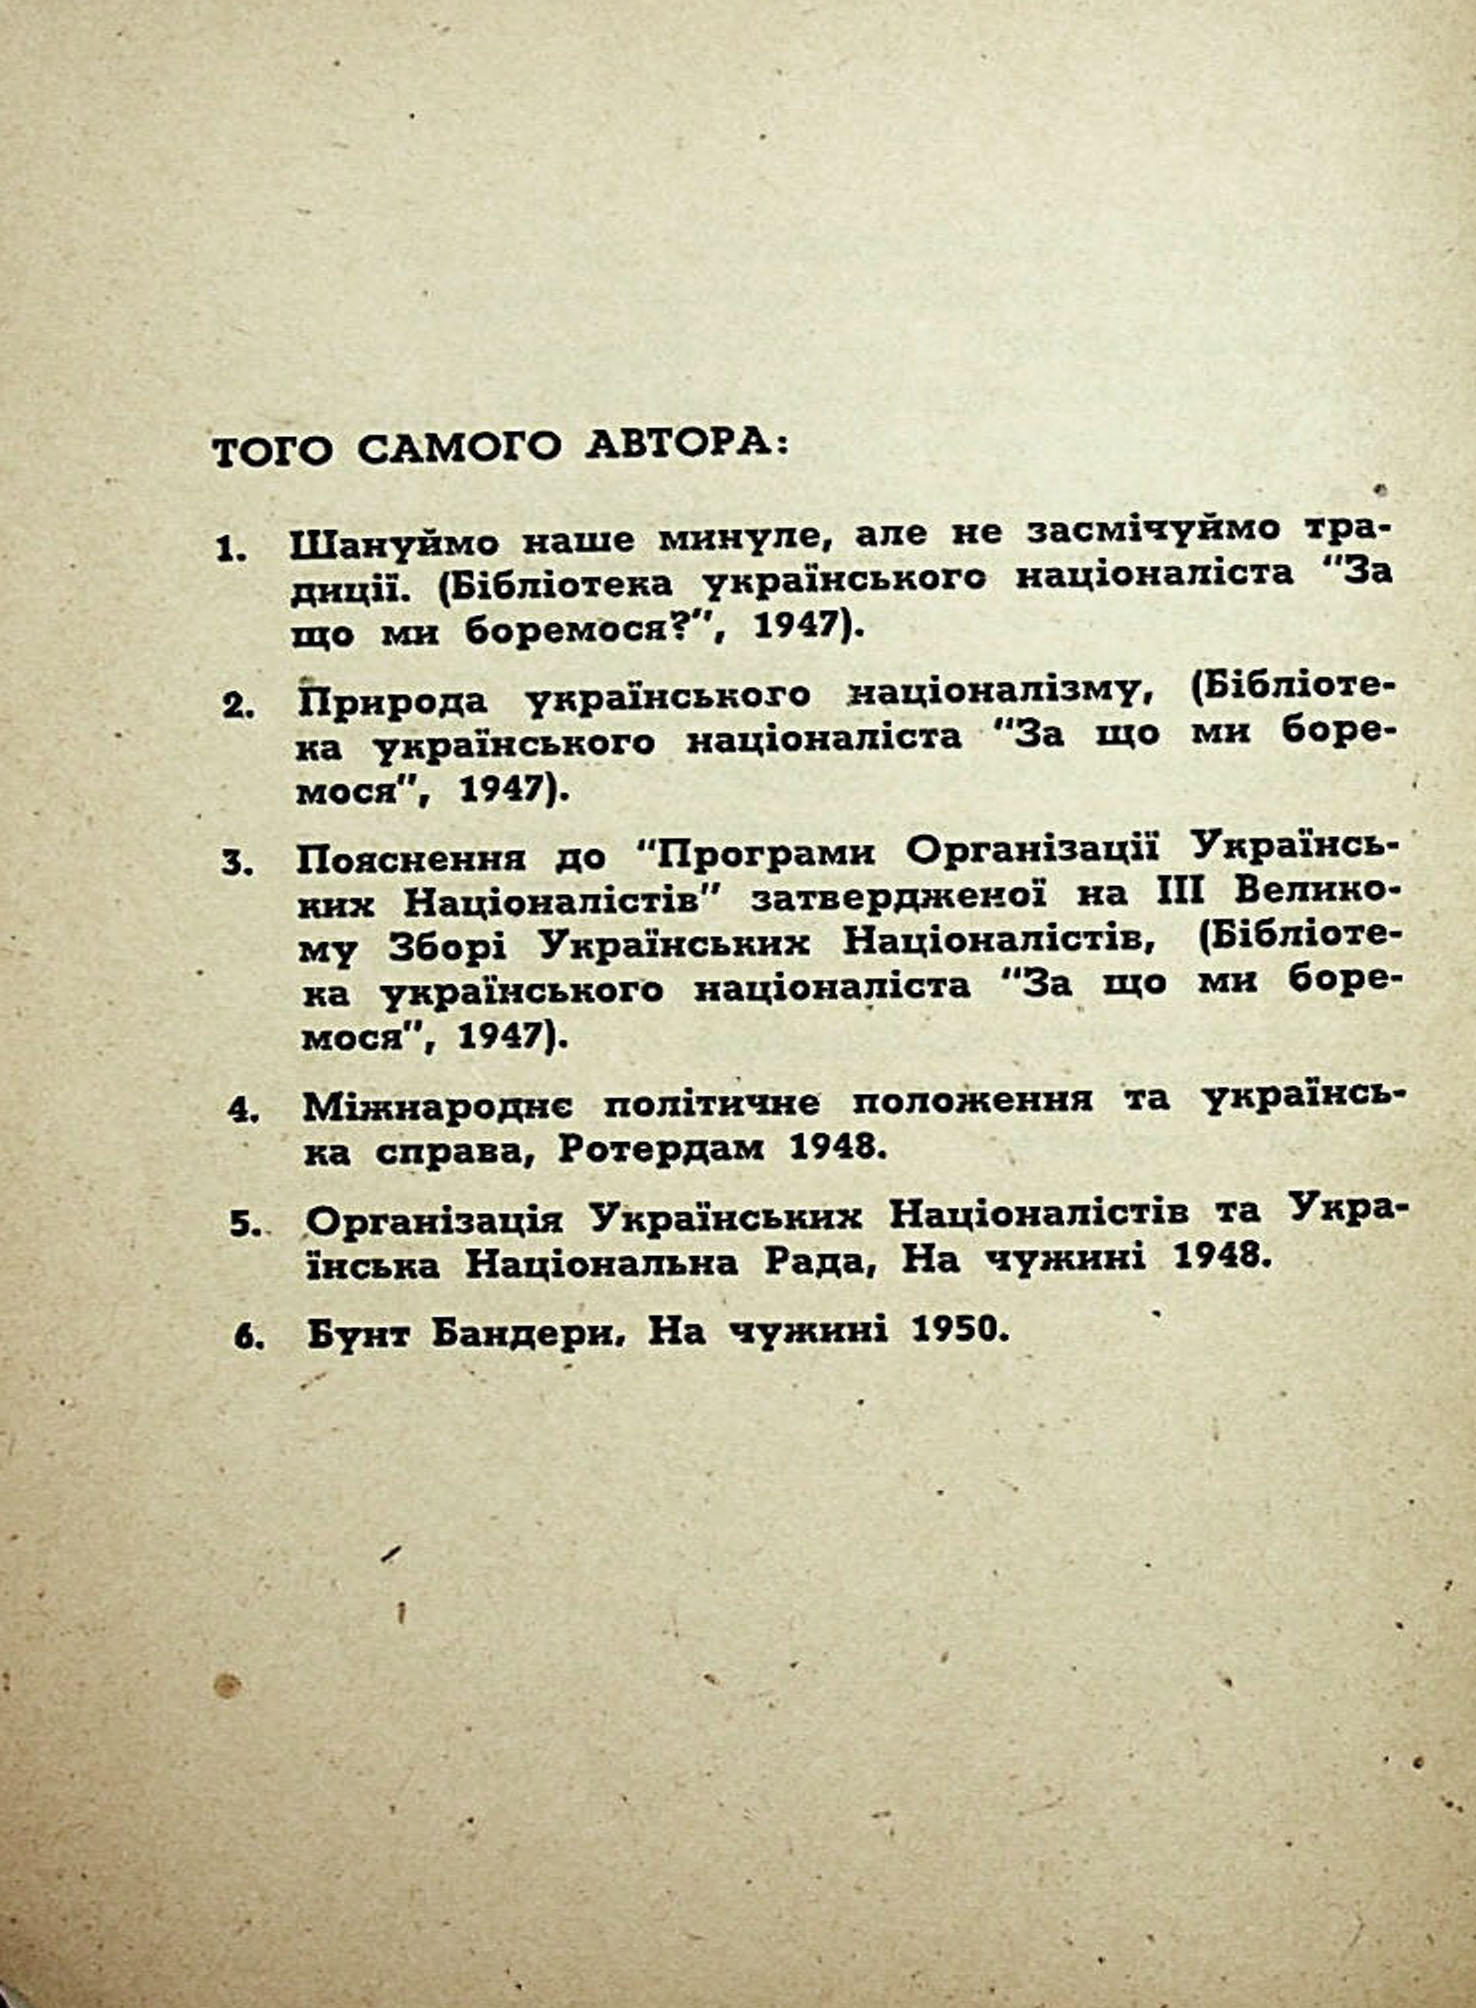 ТОГО САМОГО АВТОРА:
1. Шануймо наше минуле, але не засмічуймо тра-
диції. (Бібліотека українського націоналіста "За
що ми боремося?", 1947).
2. Природа українського націоналізму, (Бібліоте-
ка українського націоналіста "За що ми боре-
мося", 1947).
3. Пояснення до "Програми Організації Українсь-
ких Націоналістів" затвердженої на III Велико-
му Зборі Українських Націоналістів, (Бібліоте-
ка українського націоналіста "За що ми боре-
мося", 1947).
4. Міжнароднє політичне положення та українсь-
ка справа, Ротердам 1948.
5. Організація Українських Націоналістів та Укра-
їнська Національна Рада, На чужині 1948.
6. Бунт Бандери, На чужині 1950.